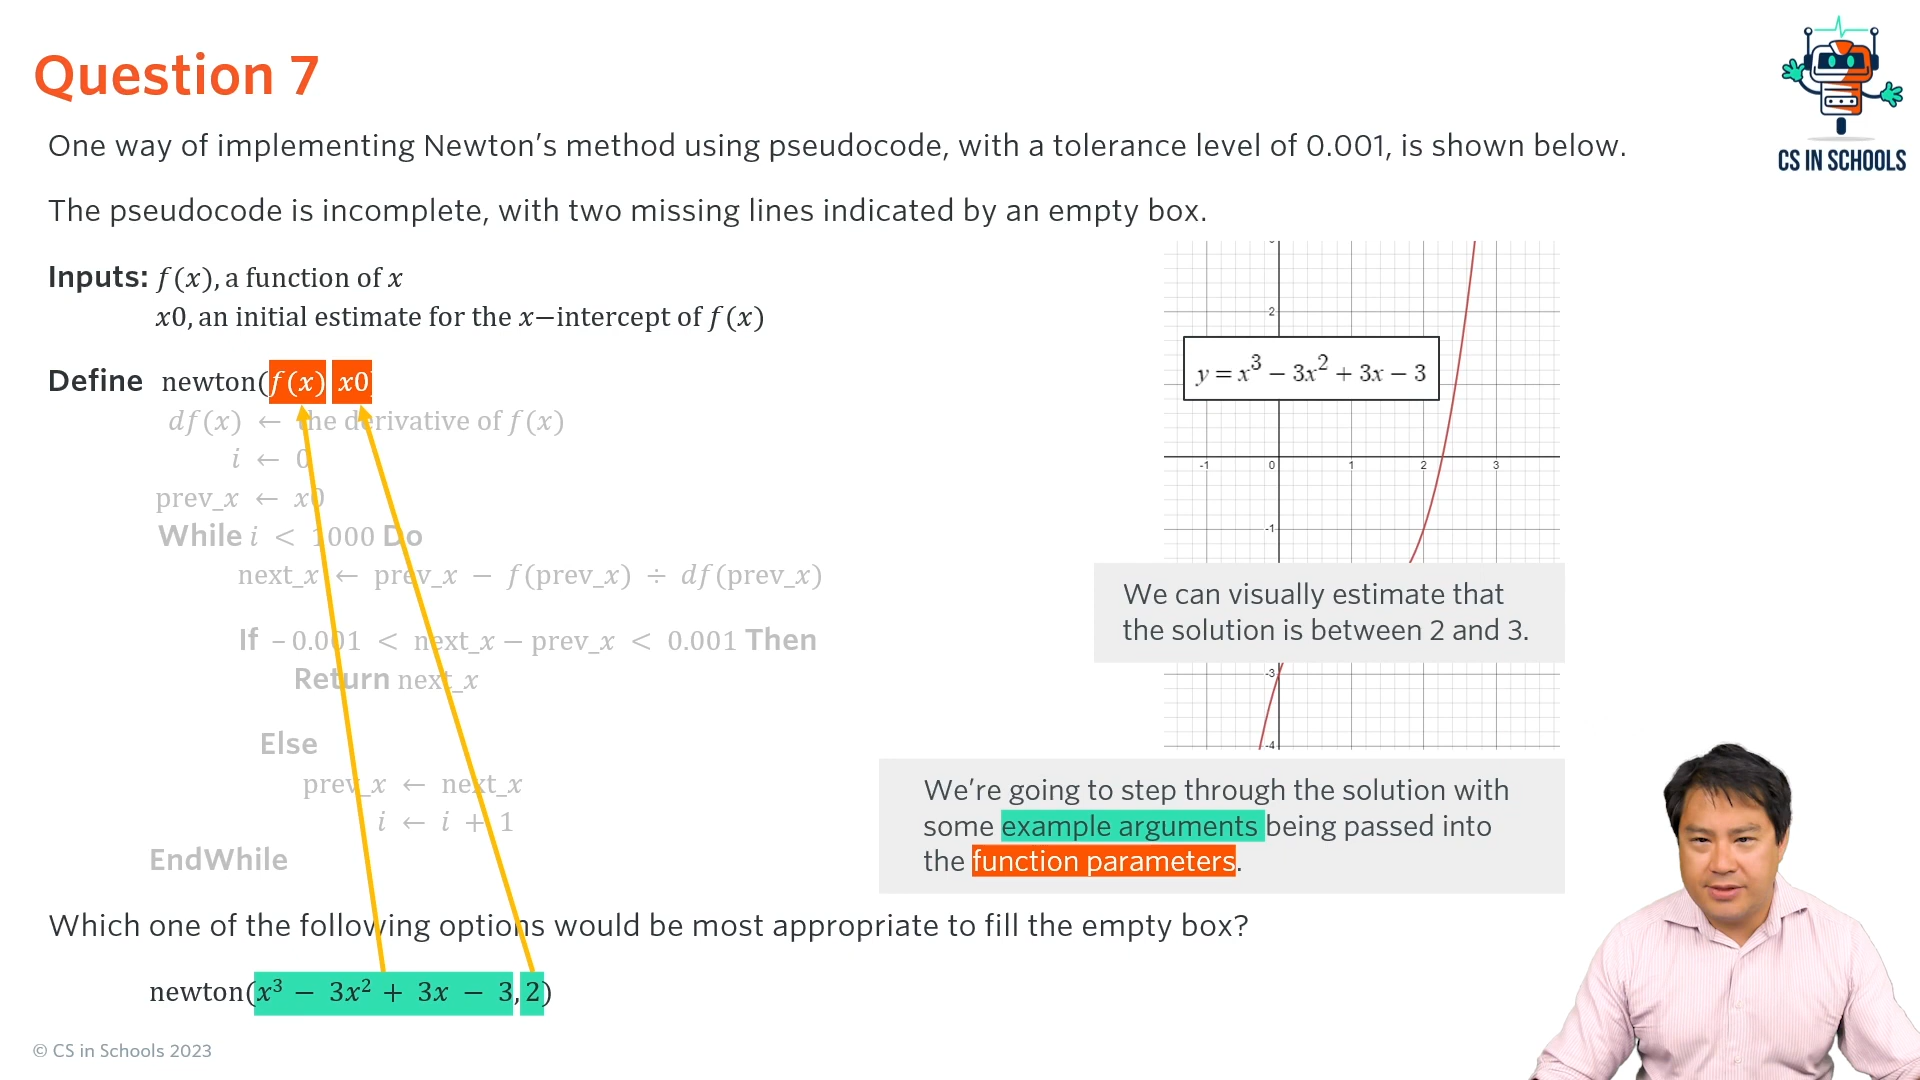 Question 7
CS IN SCHOOLS
One way of implementing Newton’s method using pseudocode, with a tolerance level of 0.001, is shown below.
The pseudocode is incomplete, with two missing lines indicated by an empty box.
Inputs: f(x), a function of x
x0, an initial estimate for the x−intercept of f(x)
Define newton(f(x) x0)
df(x) ← the derivative of f(x)
i ← 0
prev_x ← x0
While i < 1000 Do
next_x ← prev_x − f(prev_x) ÷ df(prev_x)
If −0.001 < next_x − prev_x < 0.001 Then
Return next_x
Else
prev_x ← next_x
i ← i + 1
EndWhile
2
y = x³ − 3x² + 3x − 3
-1 0 1 2 3
-1
We can visually estimate that
the solution is between 2 and 3.
-3
-4
We’re going to step through the solution with
some example arguments being passed into
the function parameters.
Which one of the following options would be most appropriate to fill the empty box?
newton(x³ − 3x² + 3x − 3, 2)
© CS in Schools 2023